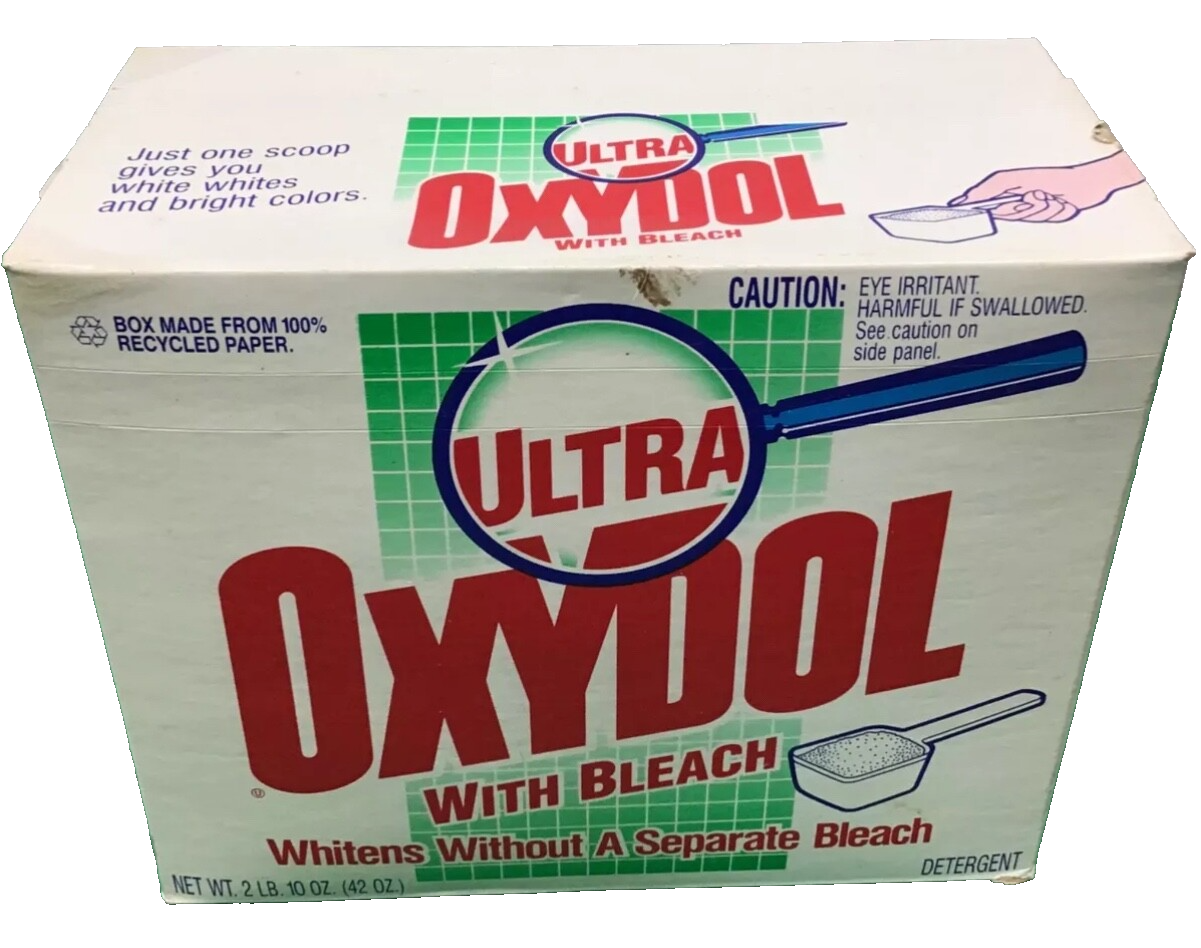 Just one scoop
gives you
white whites
and bright colors.
ULTRA
OXYDOL
WITH BLEACH
BOX MADE FROM 100%
RECYCLED PAPER.
CAUTION: EYE IRRITANT.
HARMFUL IF SWALLOWED.
See caution on
side panel.
ULTRA
OXYDOL
WITH BLEACH
Whitens Without A Separate Bleach
NET WT. 2 LB. 10 OZ. (42 OZ.)
DETERGENT